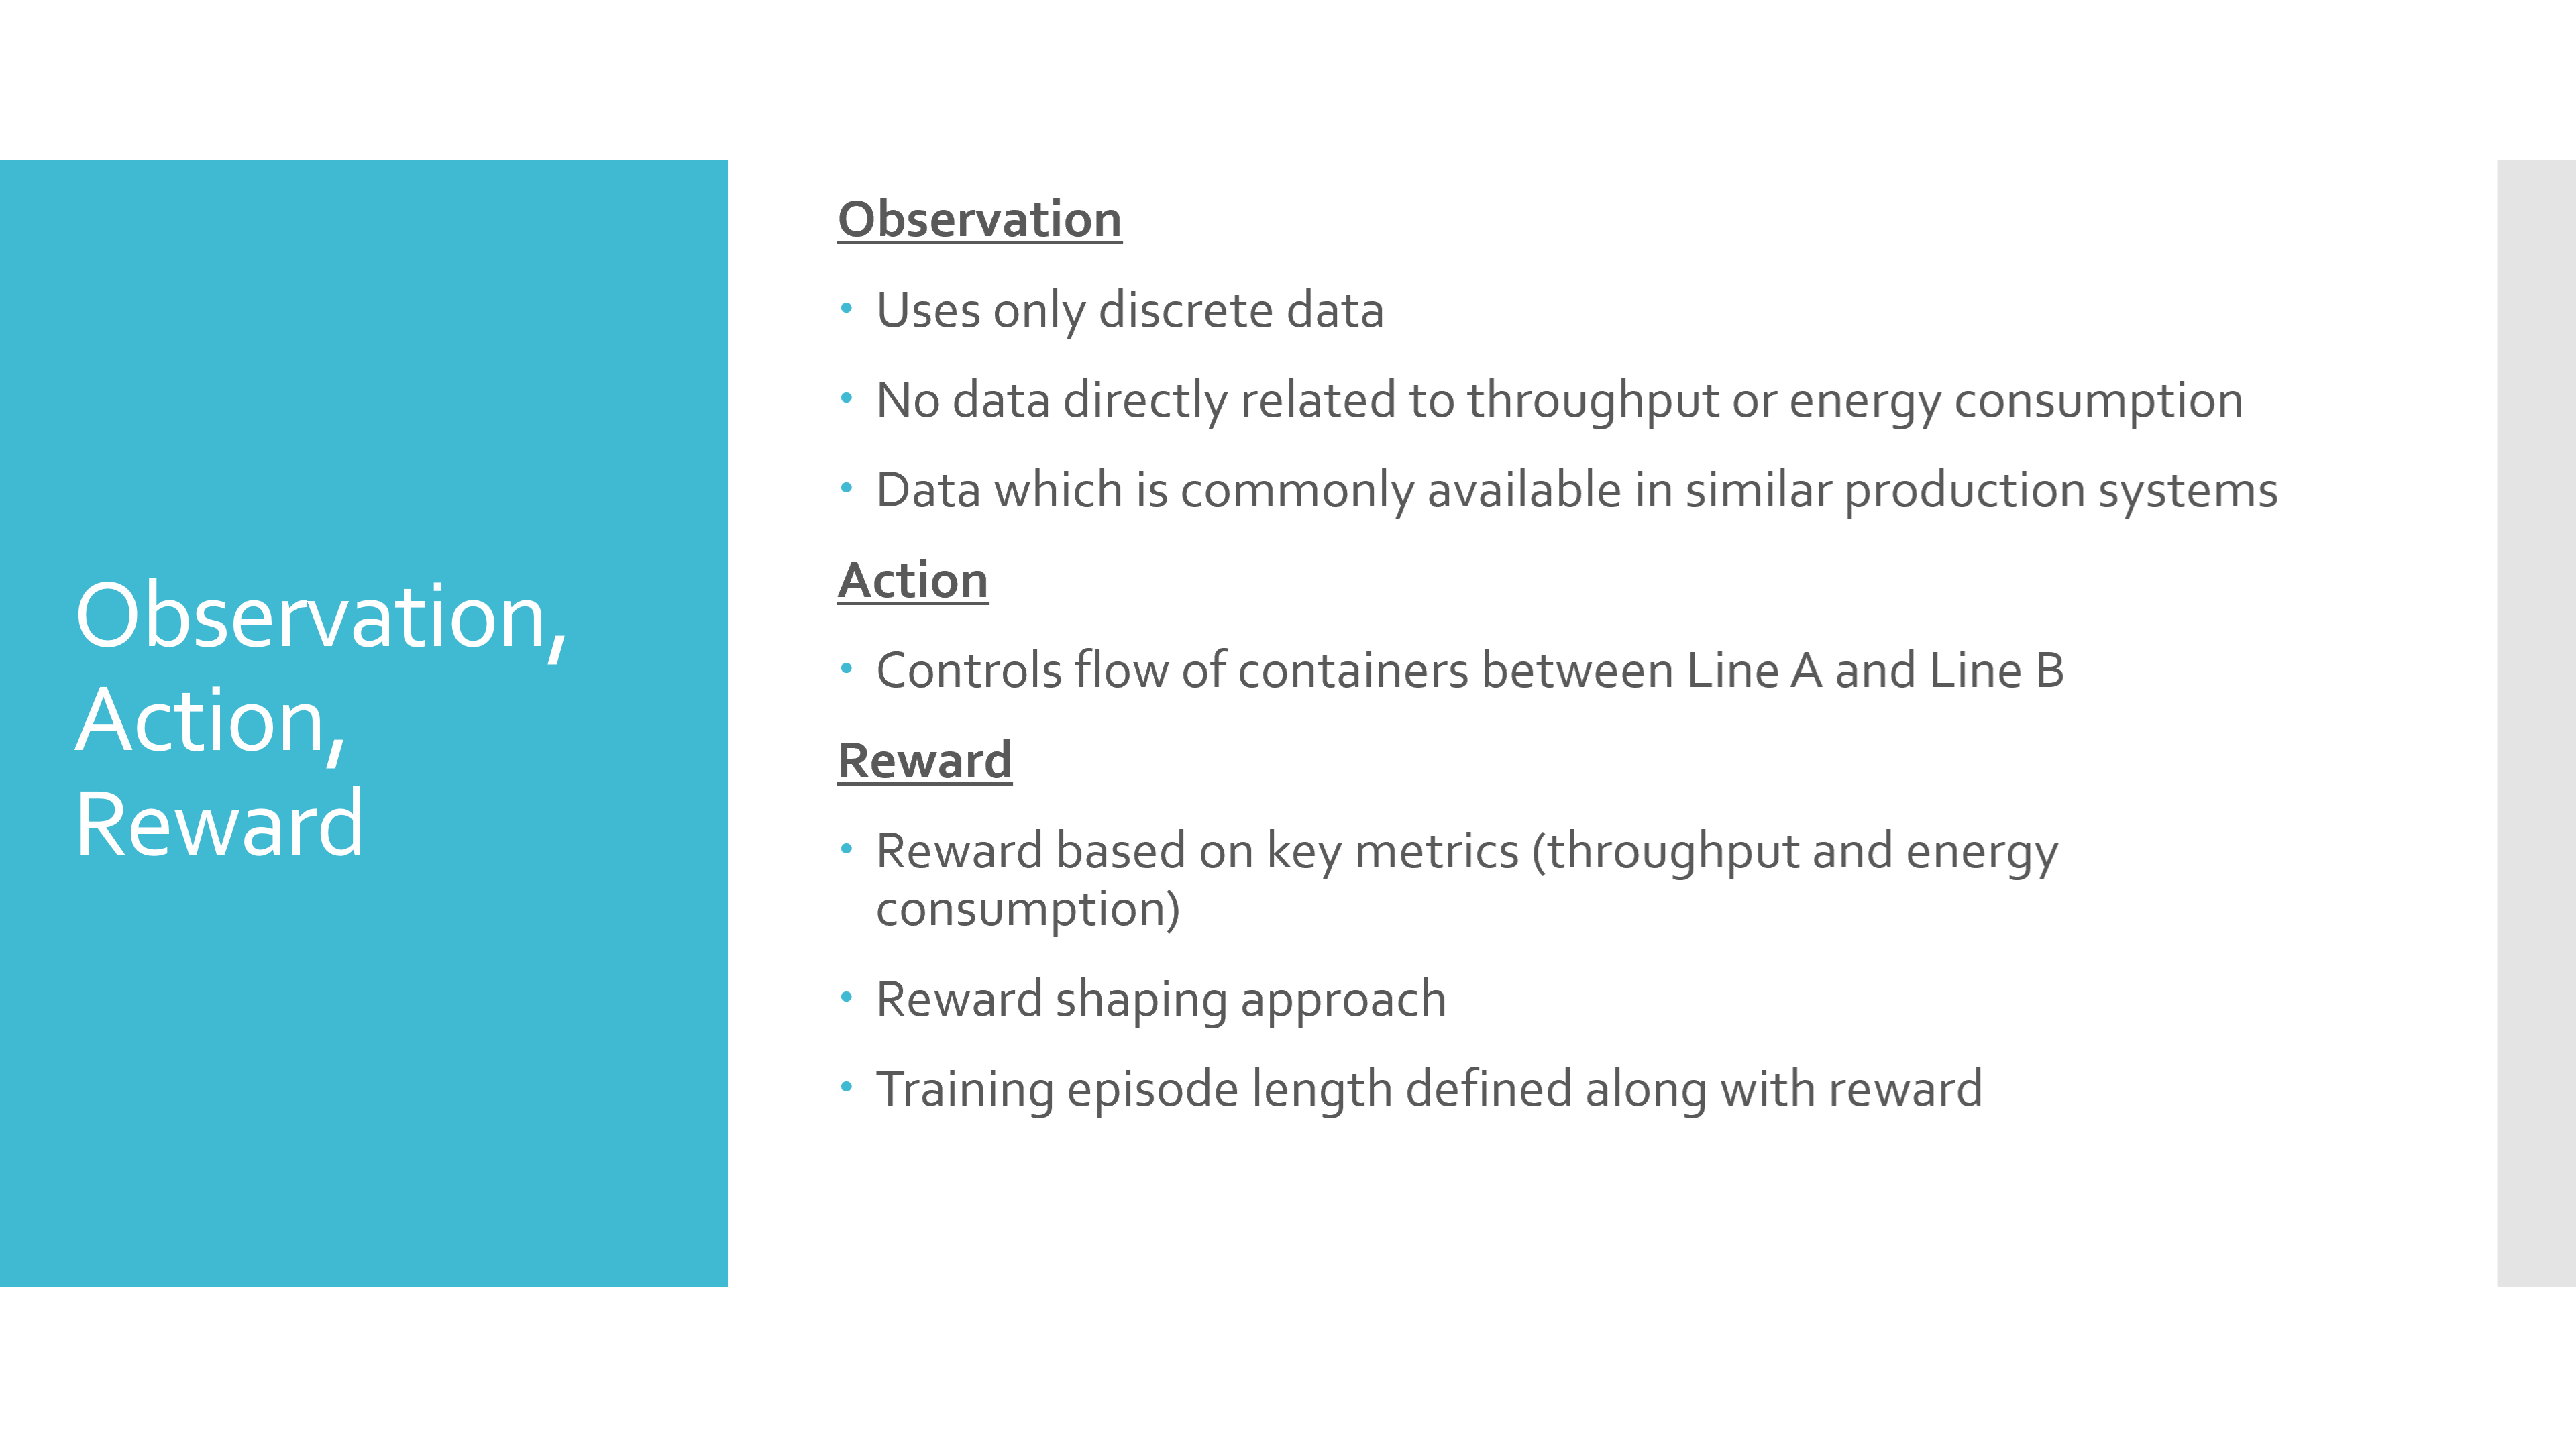 Observation,
Action,
Reward
Observation
• Uses only discrete data
• No data directly related to throughput or energy consumption
• Data which is commonly available in similar production systems
Action
• Controls flow of containers between Line A and Line B
Reward
• Reward based on key metrics (throughput and energy
consumption)
• Reward shaping approach
• Training episode length defined along with reward